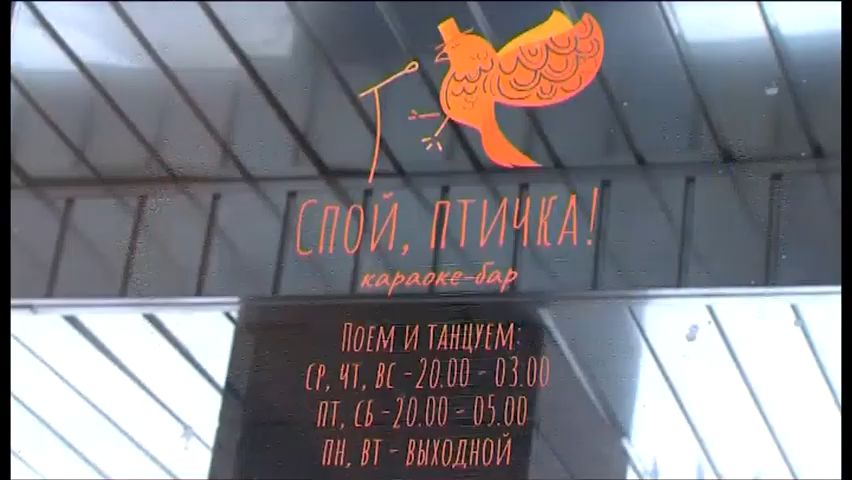 Спой, птичка!
караоке-бар
Поем и танцуем:
ср, чт, вс - 20.00 - 03.00
пт, сб - 20.00 - 05.00
пн, вт - выходной